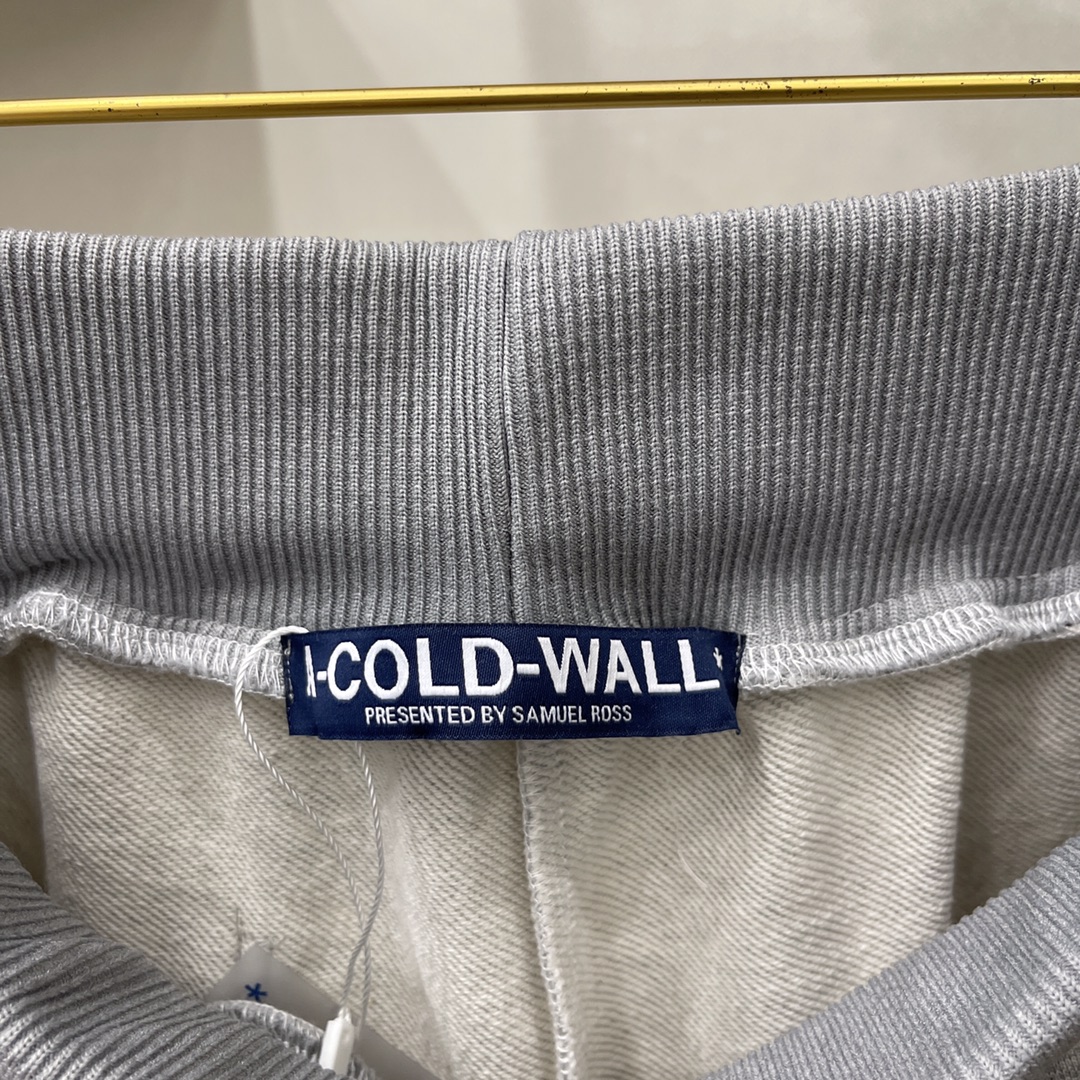 A-COLD-WALL*
PRESENTED BY SAMUEL ROSS
*